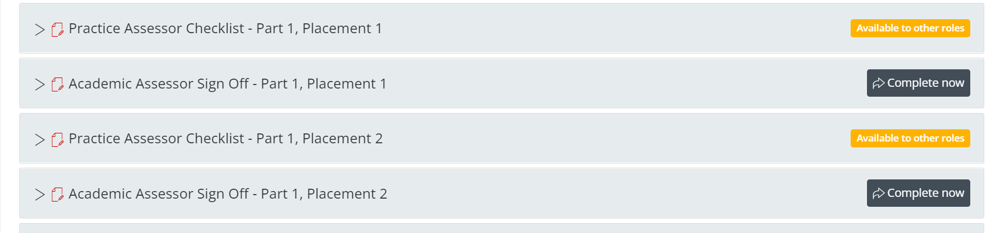 Practice Assessor Checklist - Part 1, Placement 1
Available to other roles
Academic Assessor Sign Off - Part 1, Placement 1
Complete now
Practice Assessor Checklist - Part 1, Placement 2
Available to other roles
Academic Assessor Sign Off - Part 1, Placement 2
Complete now